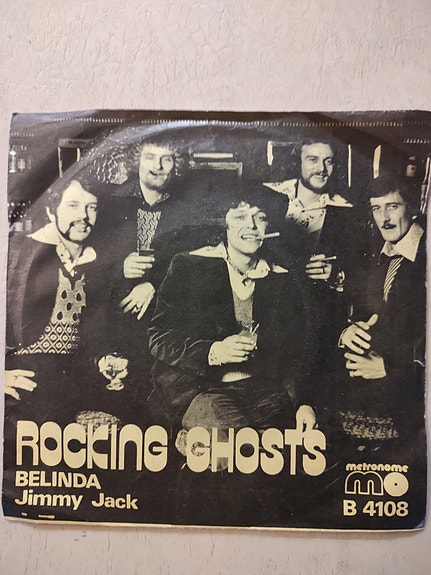 ROCKING GHOSTS
BELINDA
Jimmy Jack
metronome
mo
B 4108